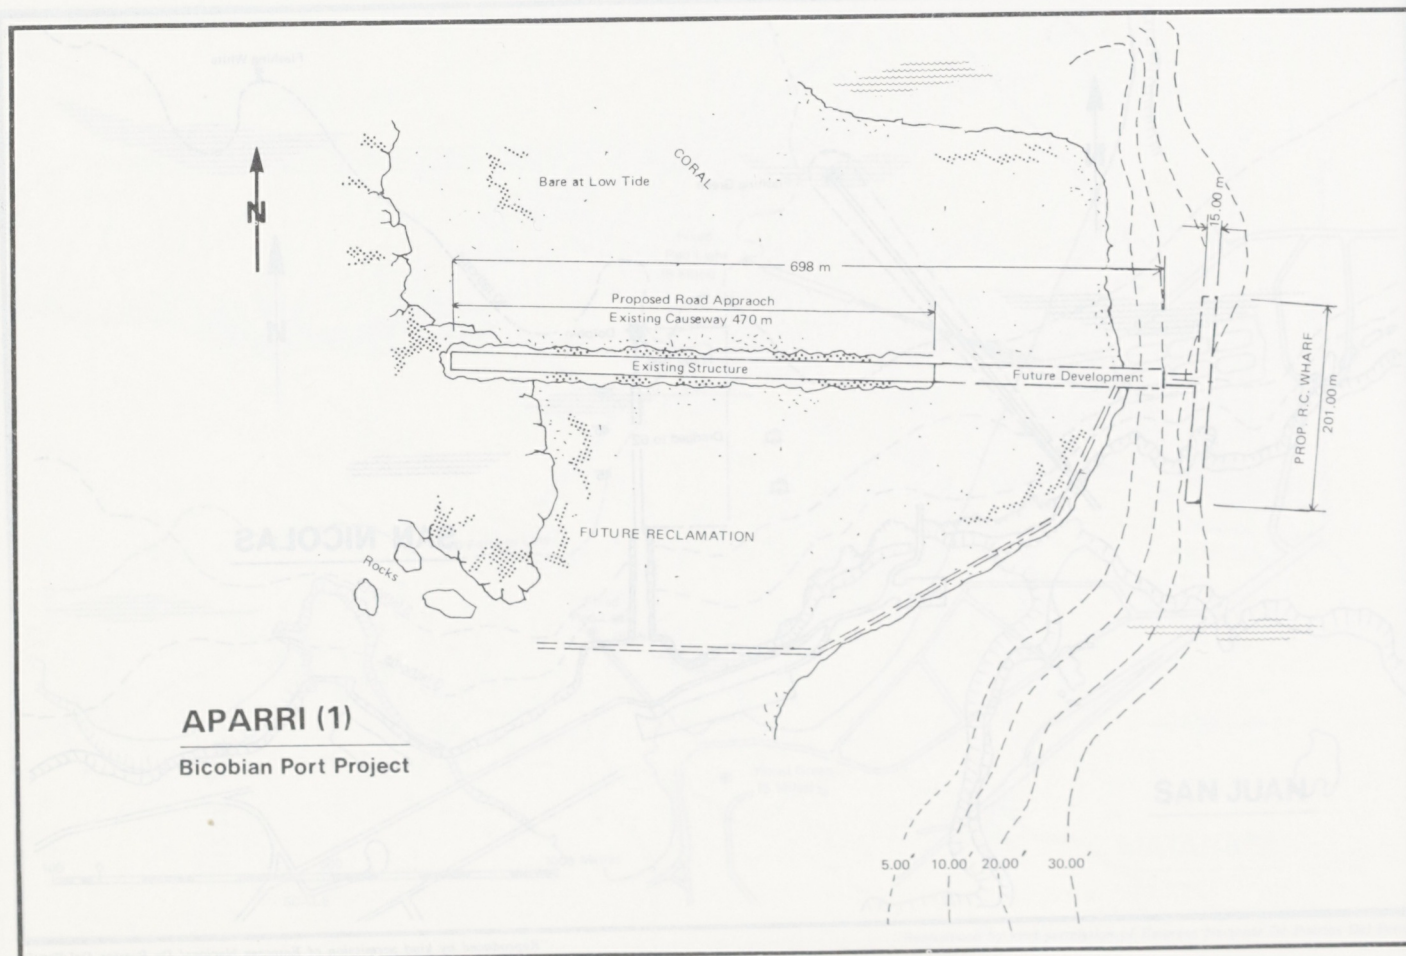 N
Bare at Low Tide
CORAL
15.00 m
698 m
Proposed Road Appraoch
Existing Causeway 470 m
Existing Structure
Future Development
PROP. R.C. WHARF
201.00 m
FUTURE RECLAMATION
Rocks
APARRI (1)
Bicobian Port Project
5.00' 10.00' 20.00' 30.00'
SAN NICOLAS
SAN JUAN